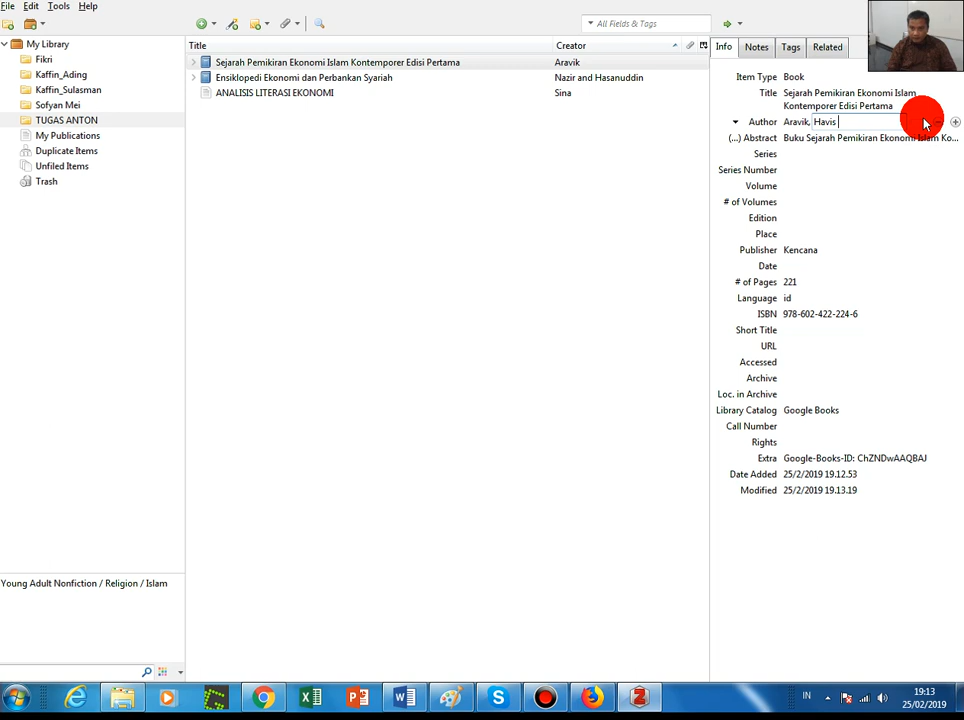 File Edit Tools Help
All Fields & Tags
My Library
Fikri
Kaffin_Ading
Kaffin_Sulasman
Sofyan Mei
TUGAS ANTON
My Publications
Duplicate Items
Unfiled Items
Trash
Young Adult Nonfiction / Religion / Islam
Title Creator
Sejarah Pemikiran Ekonomi Islam Kontemporer Edisi Pertama Aravik
Ensiklopedi Ekonomi dan Perbankan Syariah Nazir and Hasanuddin
ANALISIS LITERASI EKONOMI Sina
Info Notes Tags Related
Item Type Book
Title Sejarah Pemikiran Ekonomi Islam
Kontemporer Edisi Pertama
Author Aravik, Havis
(...) Abstract Buku Sejarah Pemikiran Ekonomi Islam Ko...
Series
Series Number
Volume
# of Volumes
Edition
Place
Publisher Kencana
Date
# of Pages 221
Language id
ISBN 978-602-422-224-6
Short Title
URL
Accessed
Archive
Loc. in Archive
Library Catalog Google Books
Call Number
Rights
Extra Google-Books-ID: ChZNDwAAQBAJ
Date Added 25/2/2019 19.12.53
Modified 25/2/2019 19.13.19
IN
19:13
25/02/2019